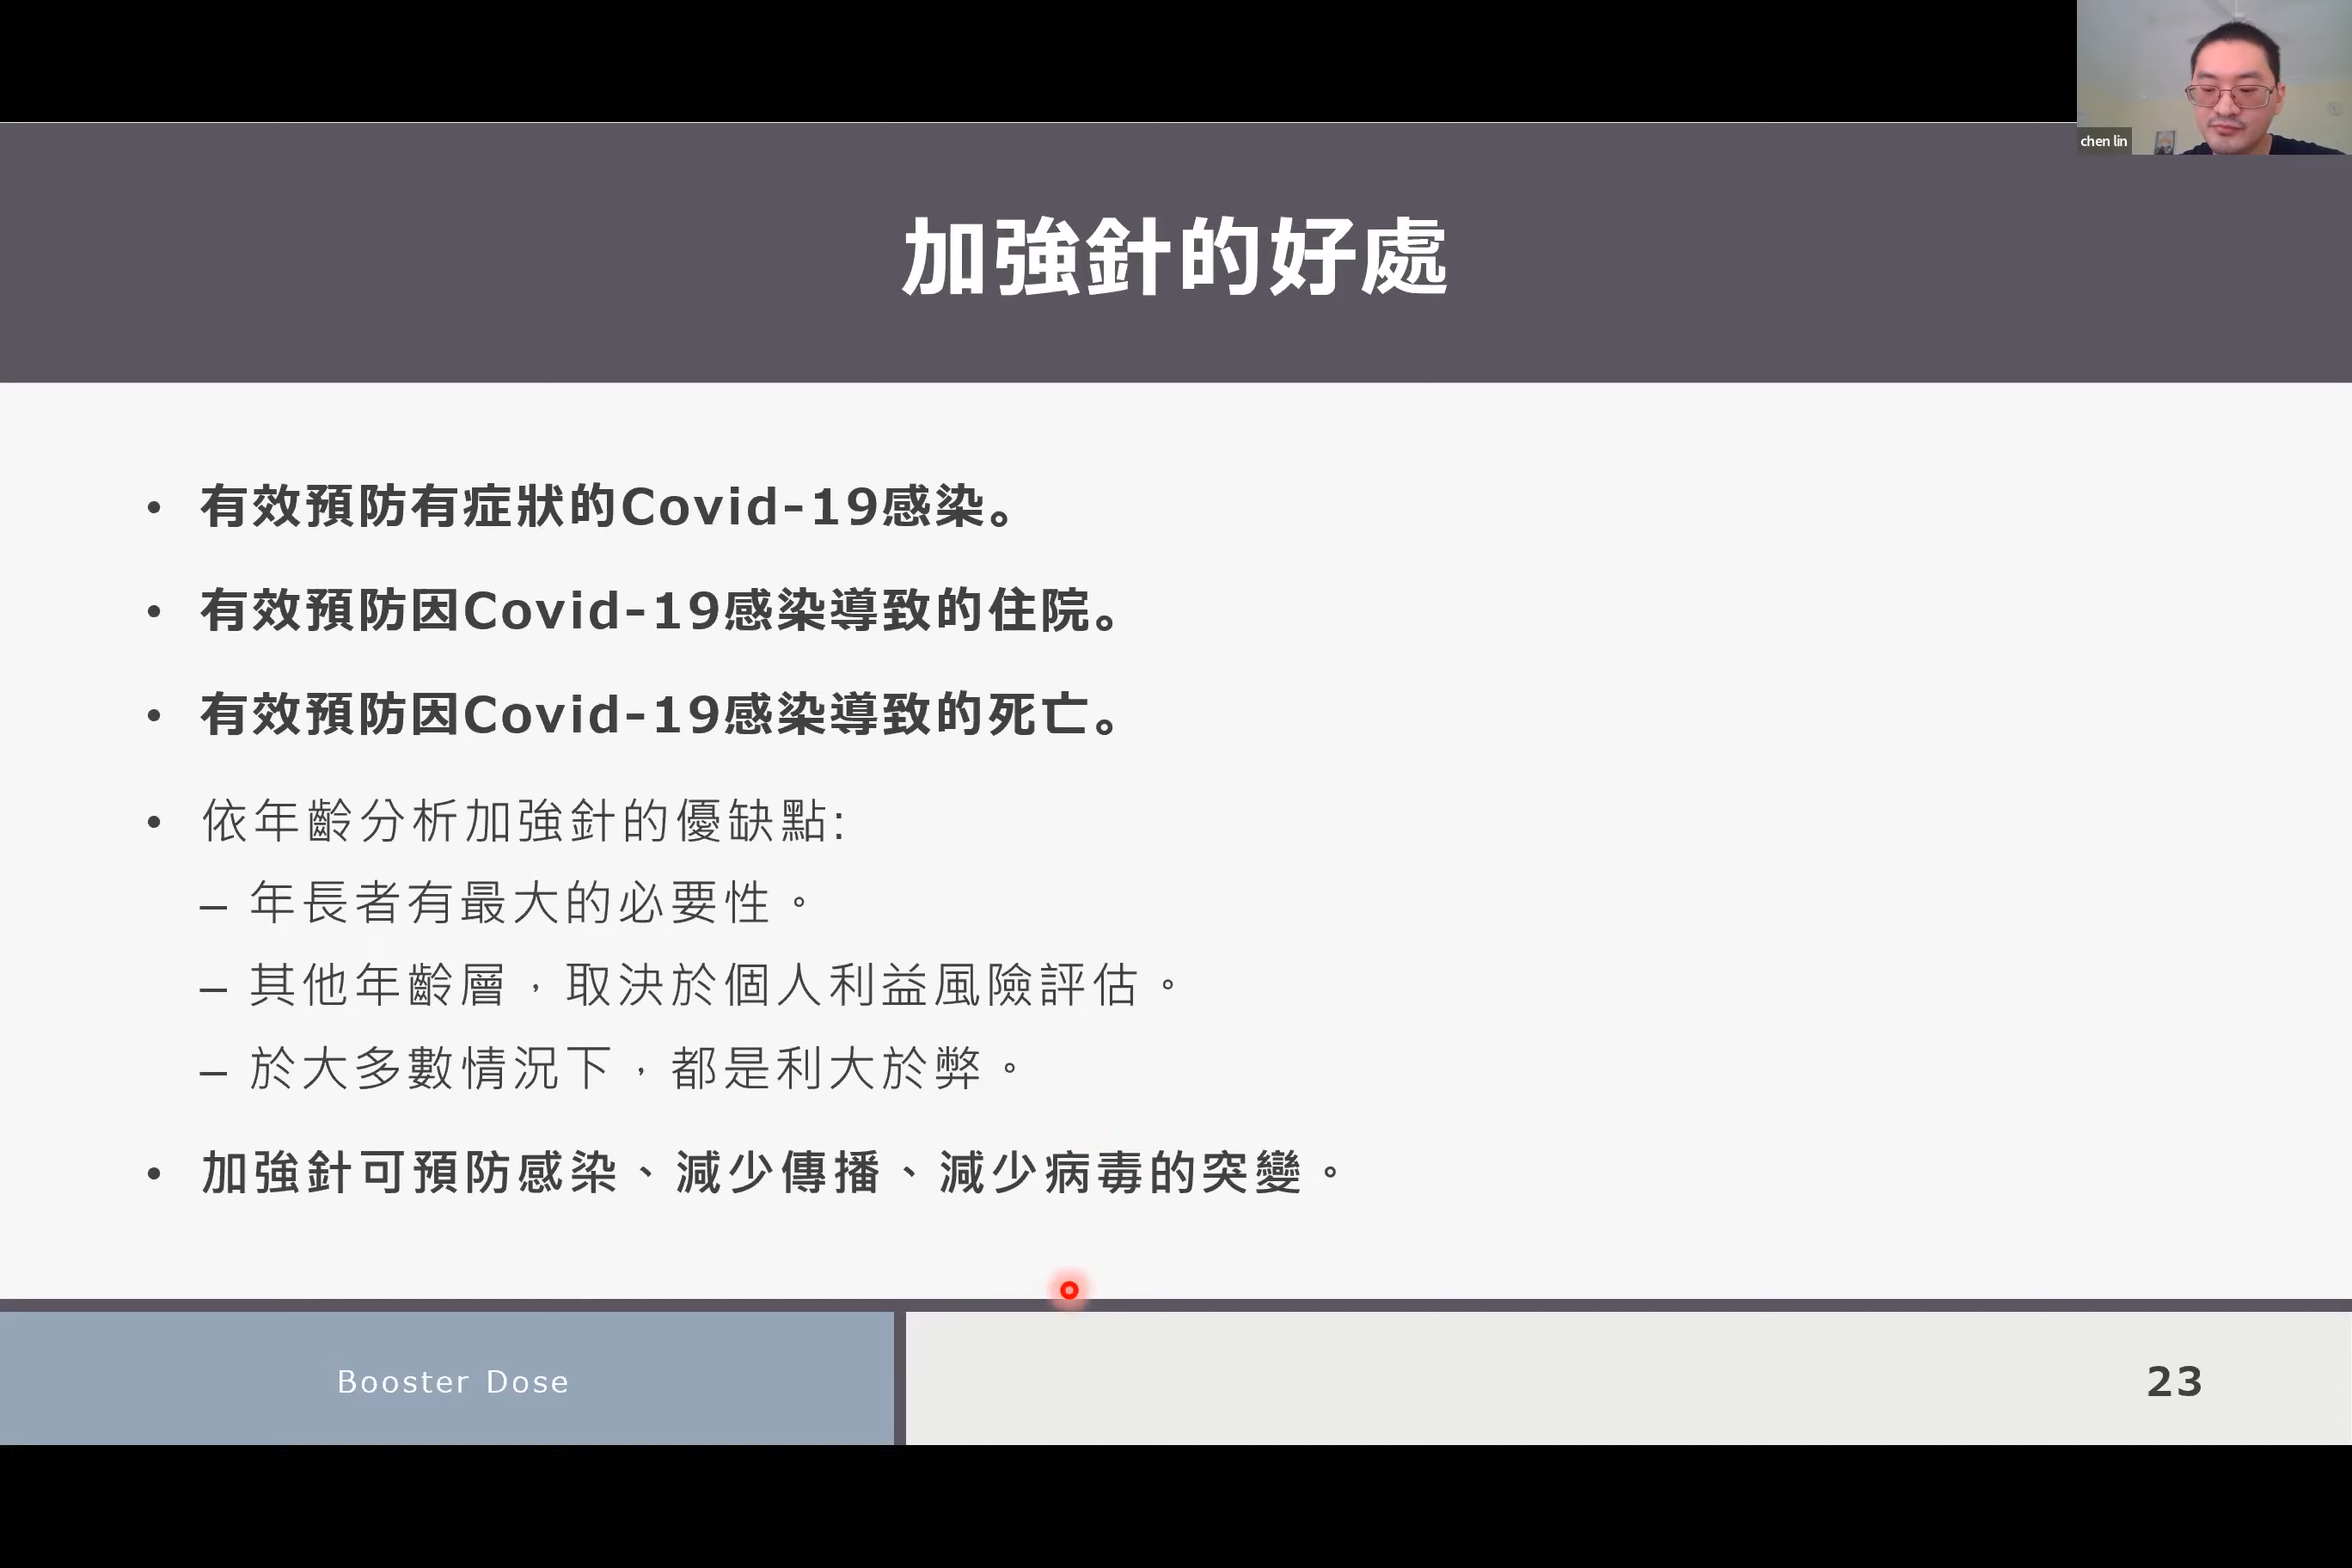 chen lin
加強針的好處
• 有效預防有症狀的Covid-19感染。
• 有效預防因Covid-19感染導致的住院。
• 有效預防因Covid-19感染導致的死亡。
• 依年齡分析加強針的優缺點:
– 年長者有最大的必要性。
– 其他年齡層，取決於個人利益風險評估。
– 於大多數情況下，都是利大於弊。
• 加強針可預防感染、減少傳播、減少病毒的突變。
Booster Dose
23